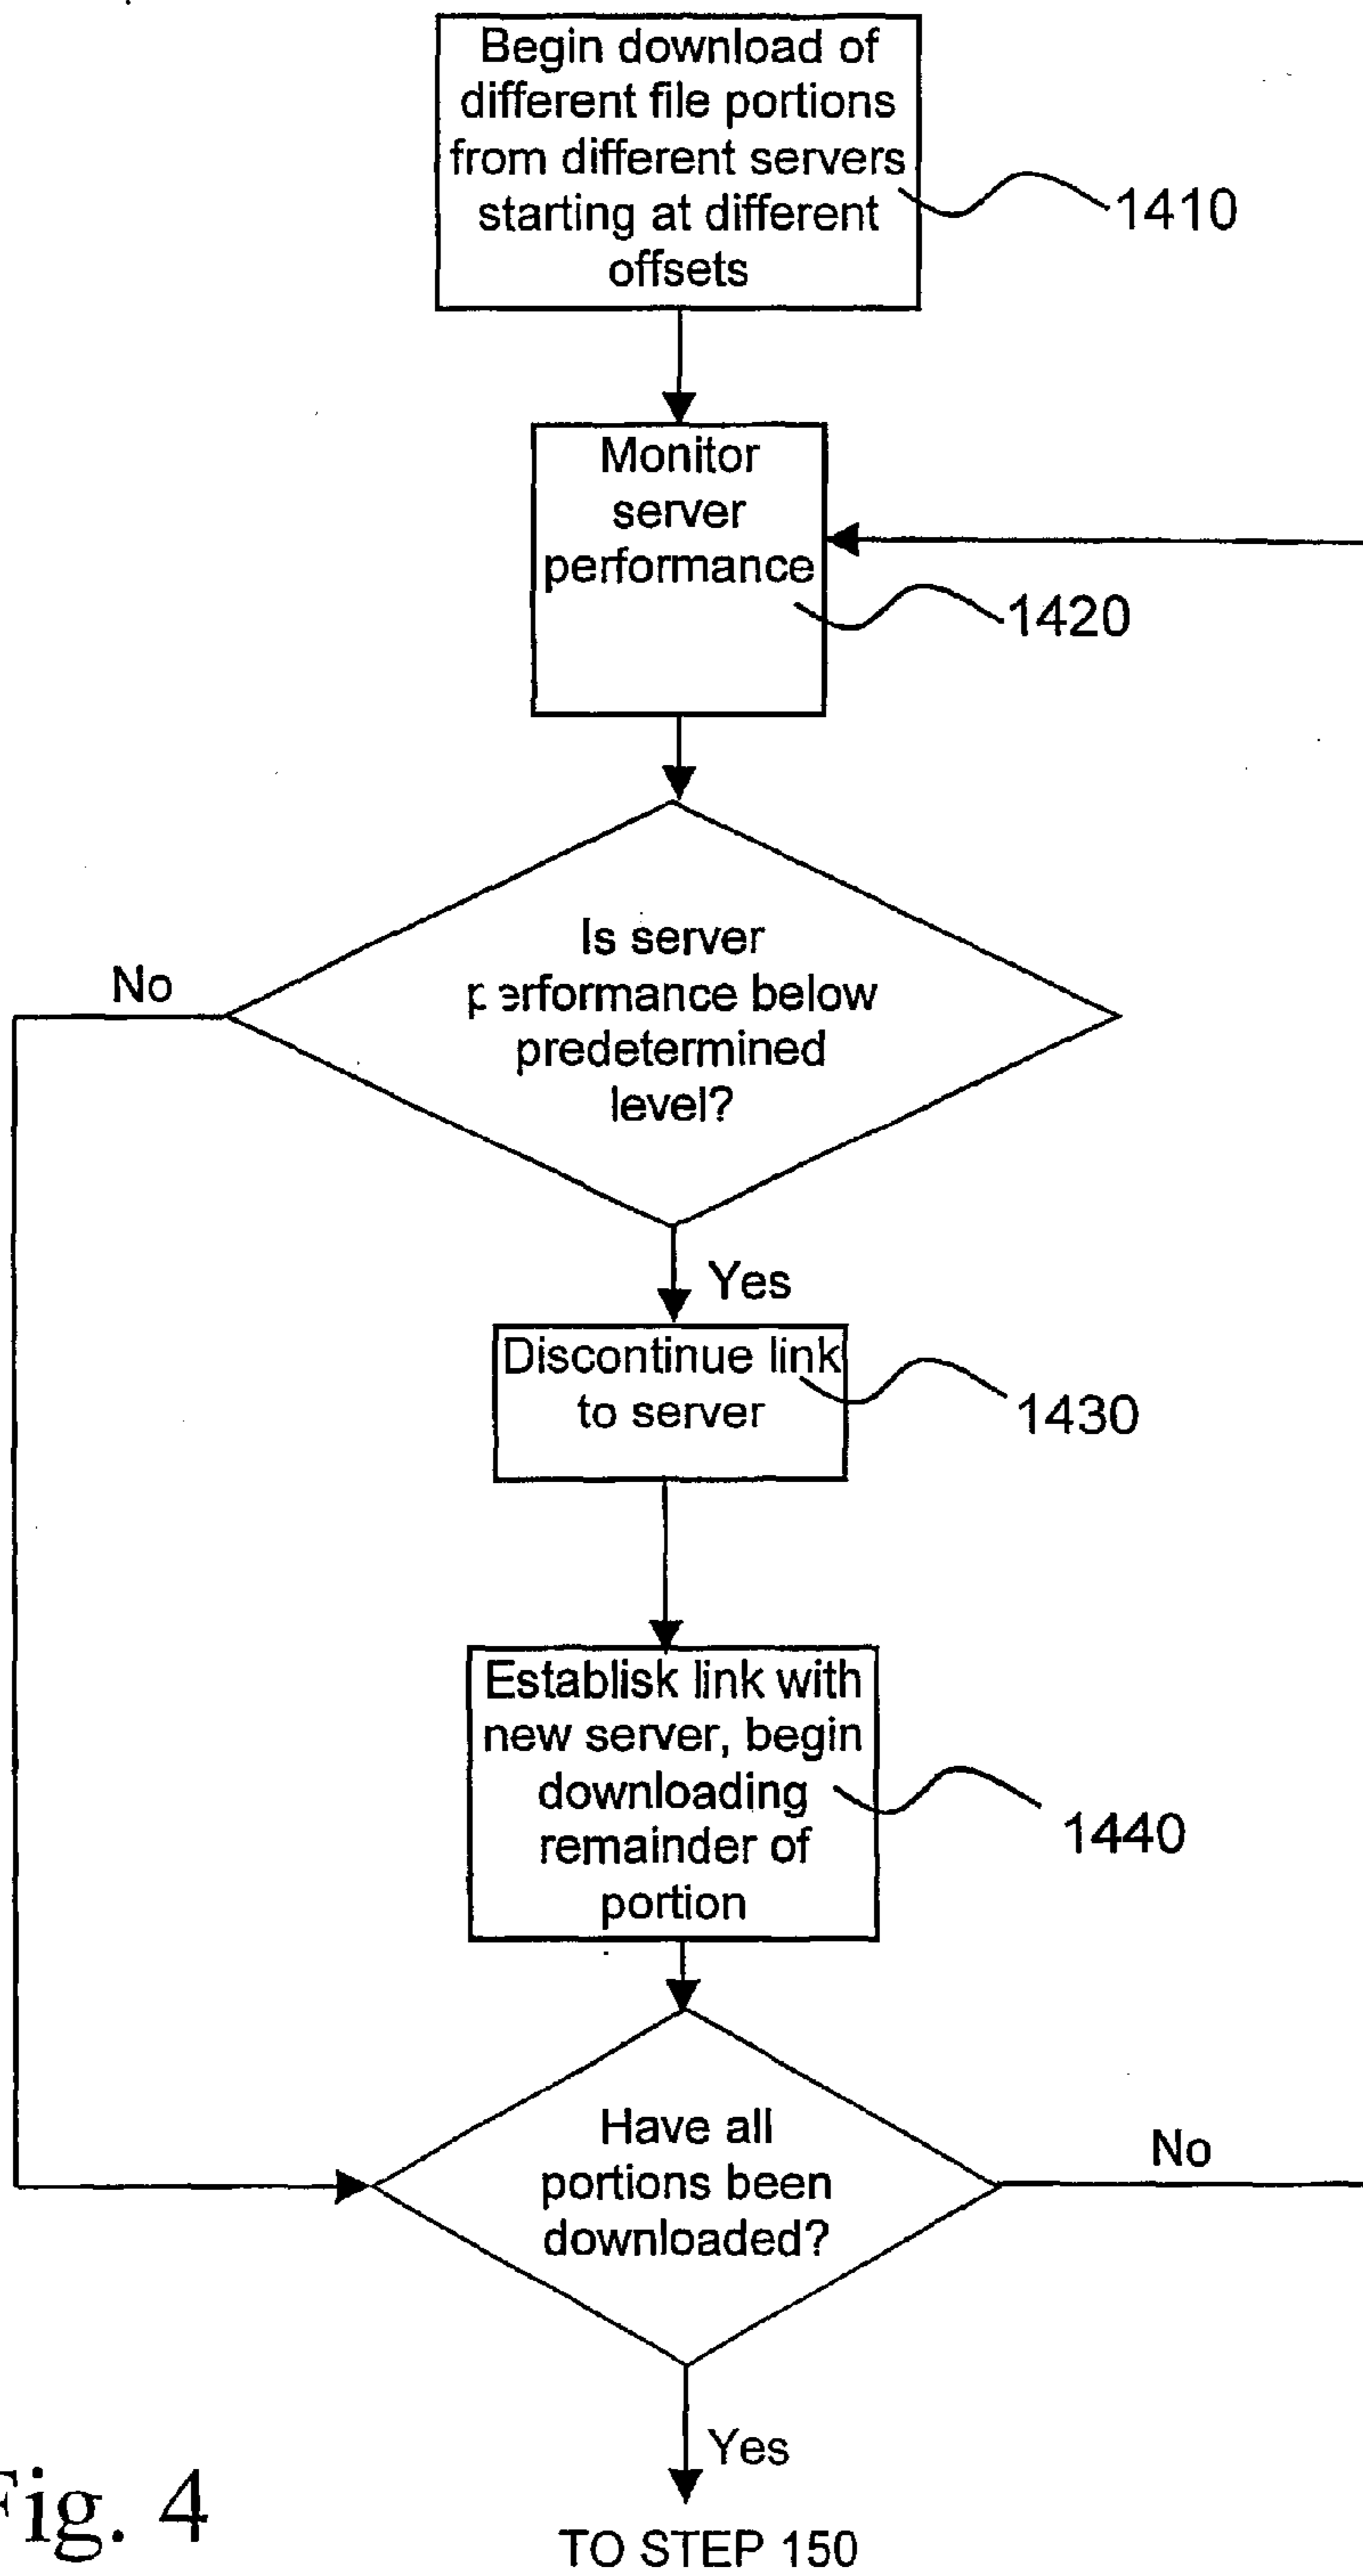 Begin download of
different file portions
from different servers
starting at different
offsets
1410
Monitor
server
performance
1420
Is server
performance below
predetermined
level?
No
Yes
Discontinue link
to server
1430
Establisk link with
new server, begin
downloading
remainder of
portion
1440
Have all
portions been
downloaded?
No
Yes
TO STEP 150
Fig. 4